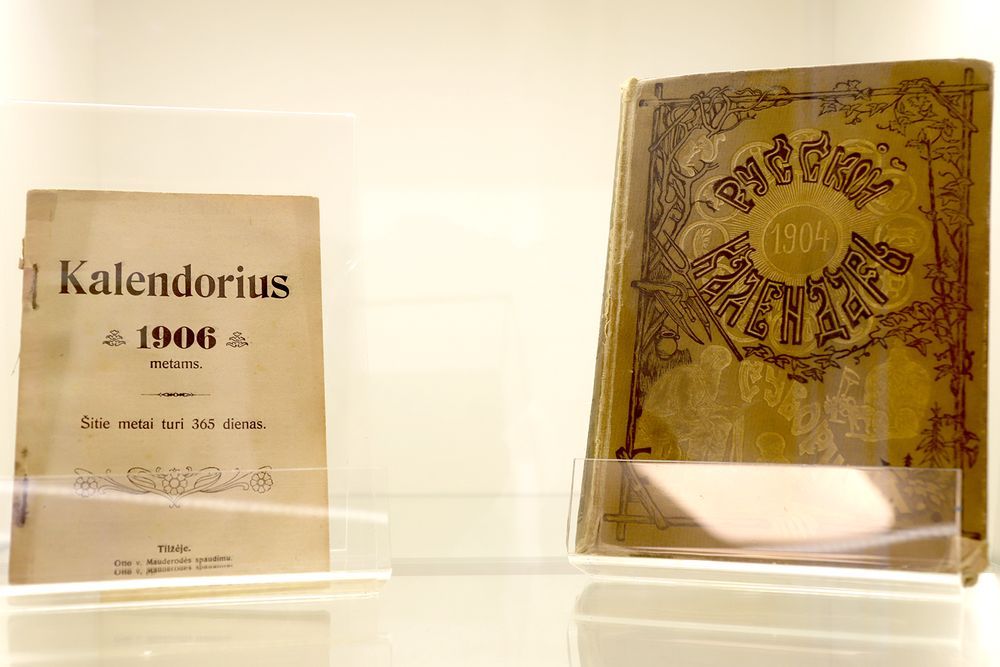 Kalendorius
1906
metams.
Šitie metai turi 365 dienas.
Tilžėje.
Otto v. Mauderodės spaudimu.
РУССКОЙ
1904
КАЛЕНДАРЬ